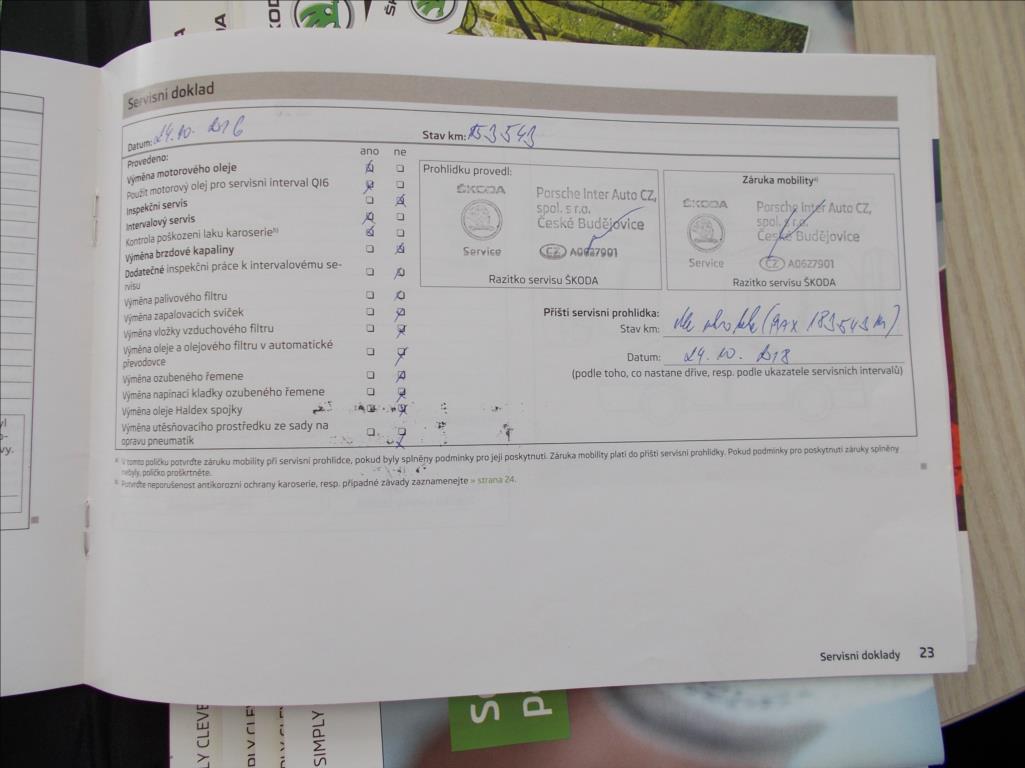 ŠKODA
Servisní doklad
Datum: 24.10. 2016
Stav km: 153543
Provedeno:
ano ne
Výměna motorového oleje
Použit motorový olej pro servisní interval QI6
Inspekční servis
Intervalový servis
Kontrola poškození laku karoserie b)
Výměna brzdové kapaliny
Dodatečné inspekční práce k intervalovému se-
rvisu
Výměna palivového filtru
Výměna zapalovacích svíček
Výměna vložky vzduchového filtru
Výměna oleje a olejového filtru v automatické
převodovce
Výměna ozubeného řemene
Výměna napínací kladky ozubeného řemene
Výměna oleje Haldex spojky
Výměna utěsňovacího prostředku ze sady na
opravu pneumatik
Prohlídku provedl:
ŠKODA
Service
Porsche Inter Auto CZ,
spol. s r.o.
České Budějovice
CZ A0627901
Razítko servisu ŠKODA
Záruka mobility a)
ŠKODA
Service
Porsche Inter Auto CZ,
spol. s r.o.
České Budějovice
CZ A0627901
Razítko servisu ŠKODA
Příští servisní prohlídka:
Stav km: (MAX 183543 km)
Datum: 24. 10. 2018
(podle toho, co nastane dříve, resp. podle ukazatele servisních intervalů)
a) V tomto políčku potvrďte záruku mobility při servisní prohlídce, pokud byly splněny podmínky pro její poskytnutí. Záruka mobility platí do příští servisní prohlídky. Pokud podmínky pro poskytnutí záruky splněny
nebyly, políčko proškrtněte.
b) Potvrďte neporušenost antikorozní ochrany karoserie, resp. případné závady zaznamenejte » strana 24.
Servisní doklady 23
SIMPLY